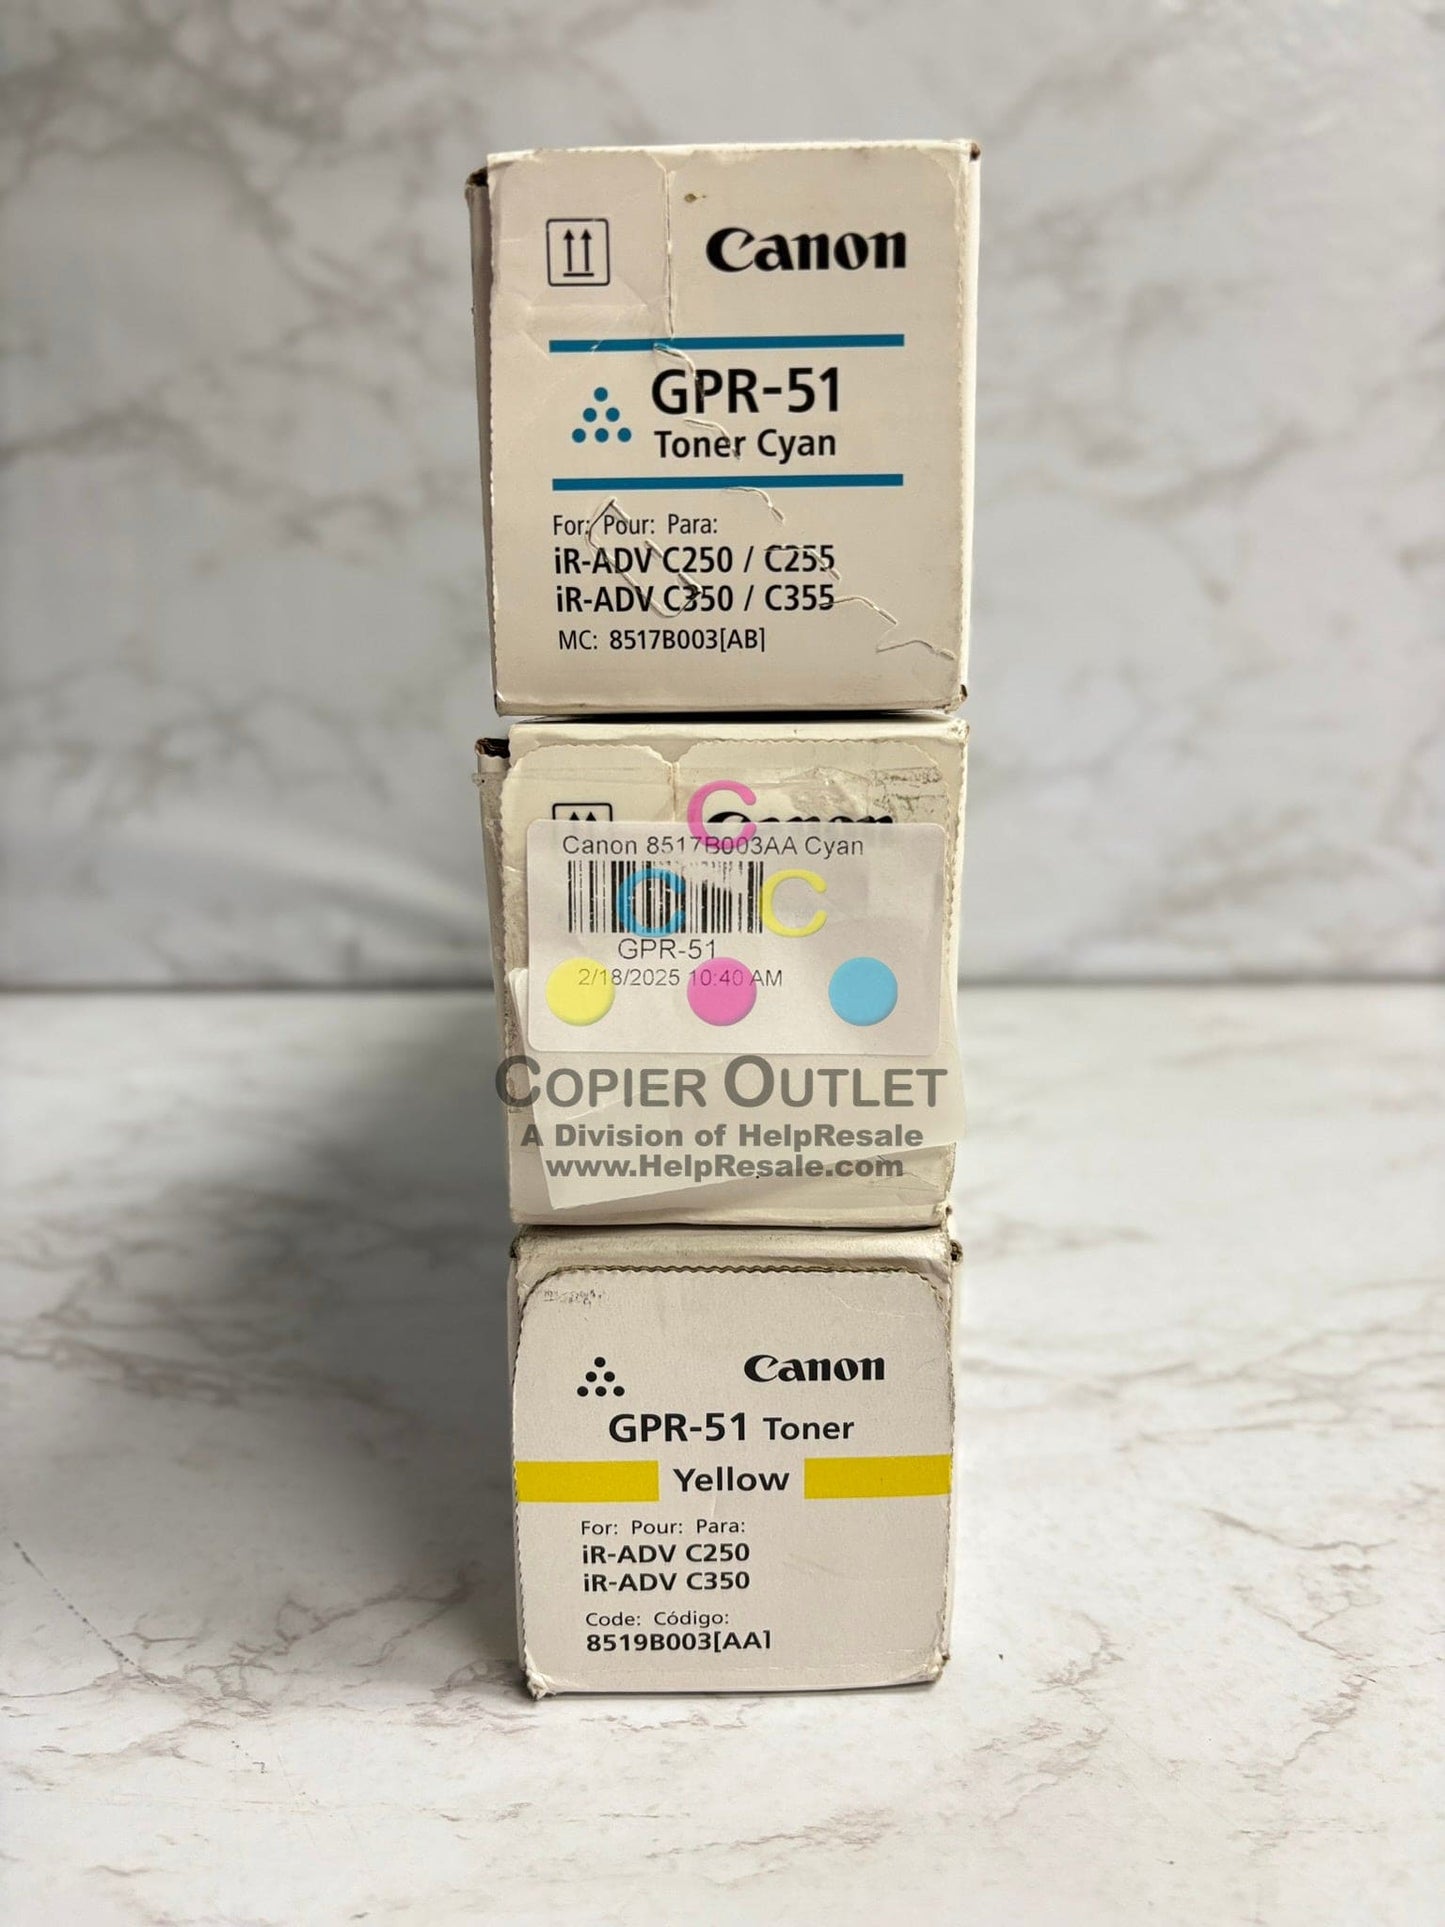 Canon
GPR-51
Toner Cyan
For: Pour: Para:
iR-ADV C250 / C255
iR-ADV C350 / C355
MC: 8517B003[AB]
Canon
Canon 8517B003AA Cyan
C
C C
GPR-51
2/18/2025 10:40 AM
COPIER OUTLET
A Division of HelpResale
www.HelpResale.com
Canon
GPR-51 Toner
Yellow
For: Pour: Para:
iR-ADV C250
iR-ADV C350
Code: Código:
8519B003[AA]